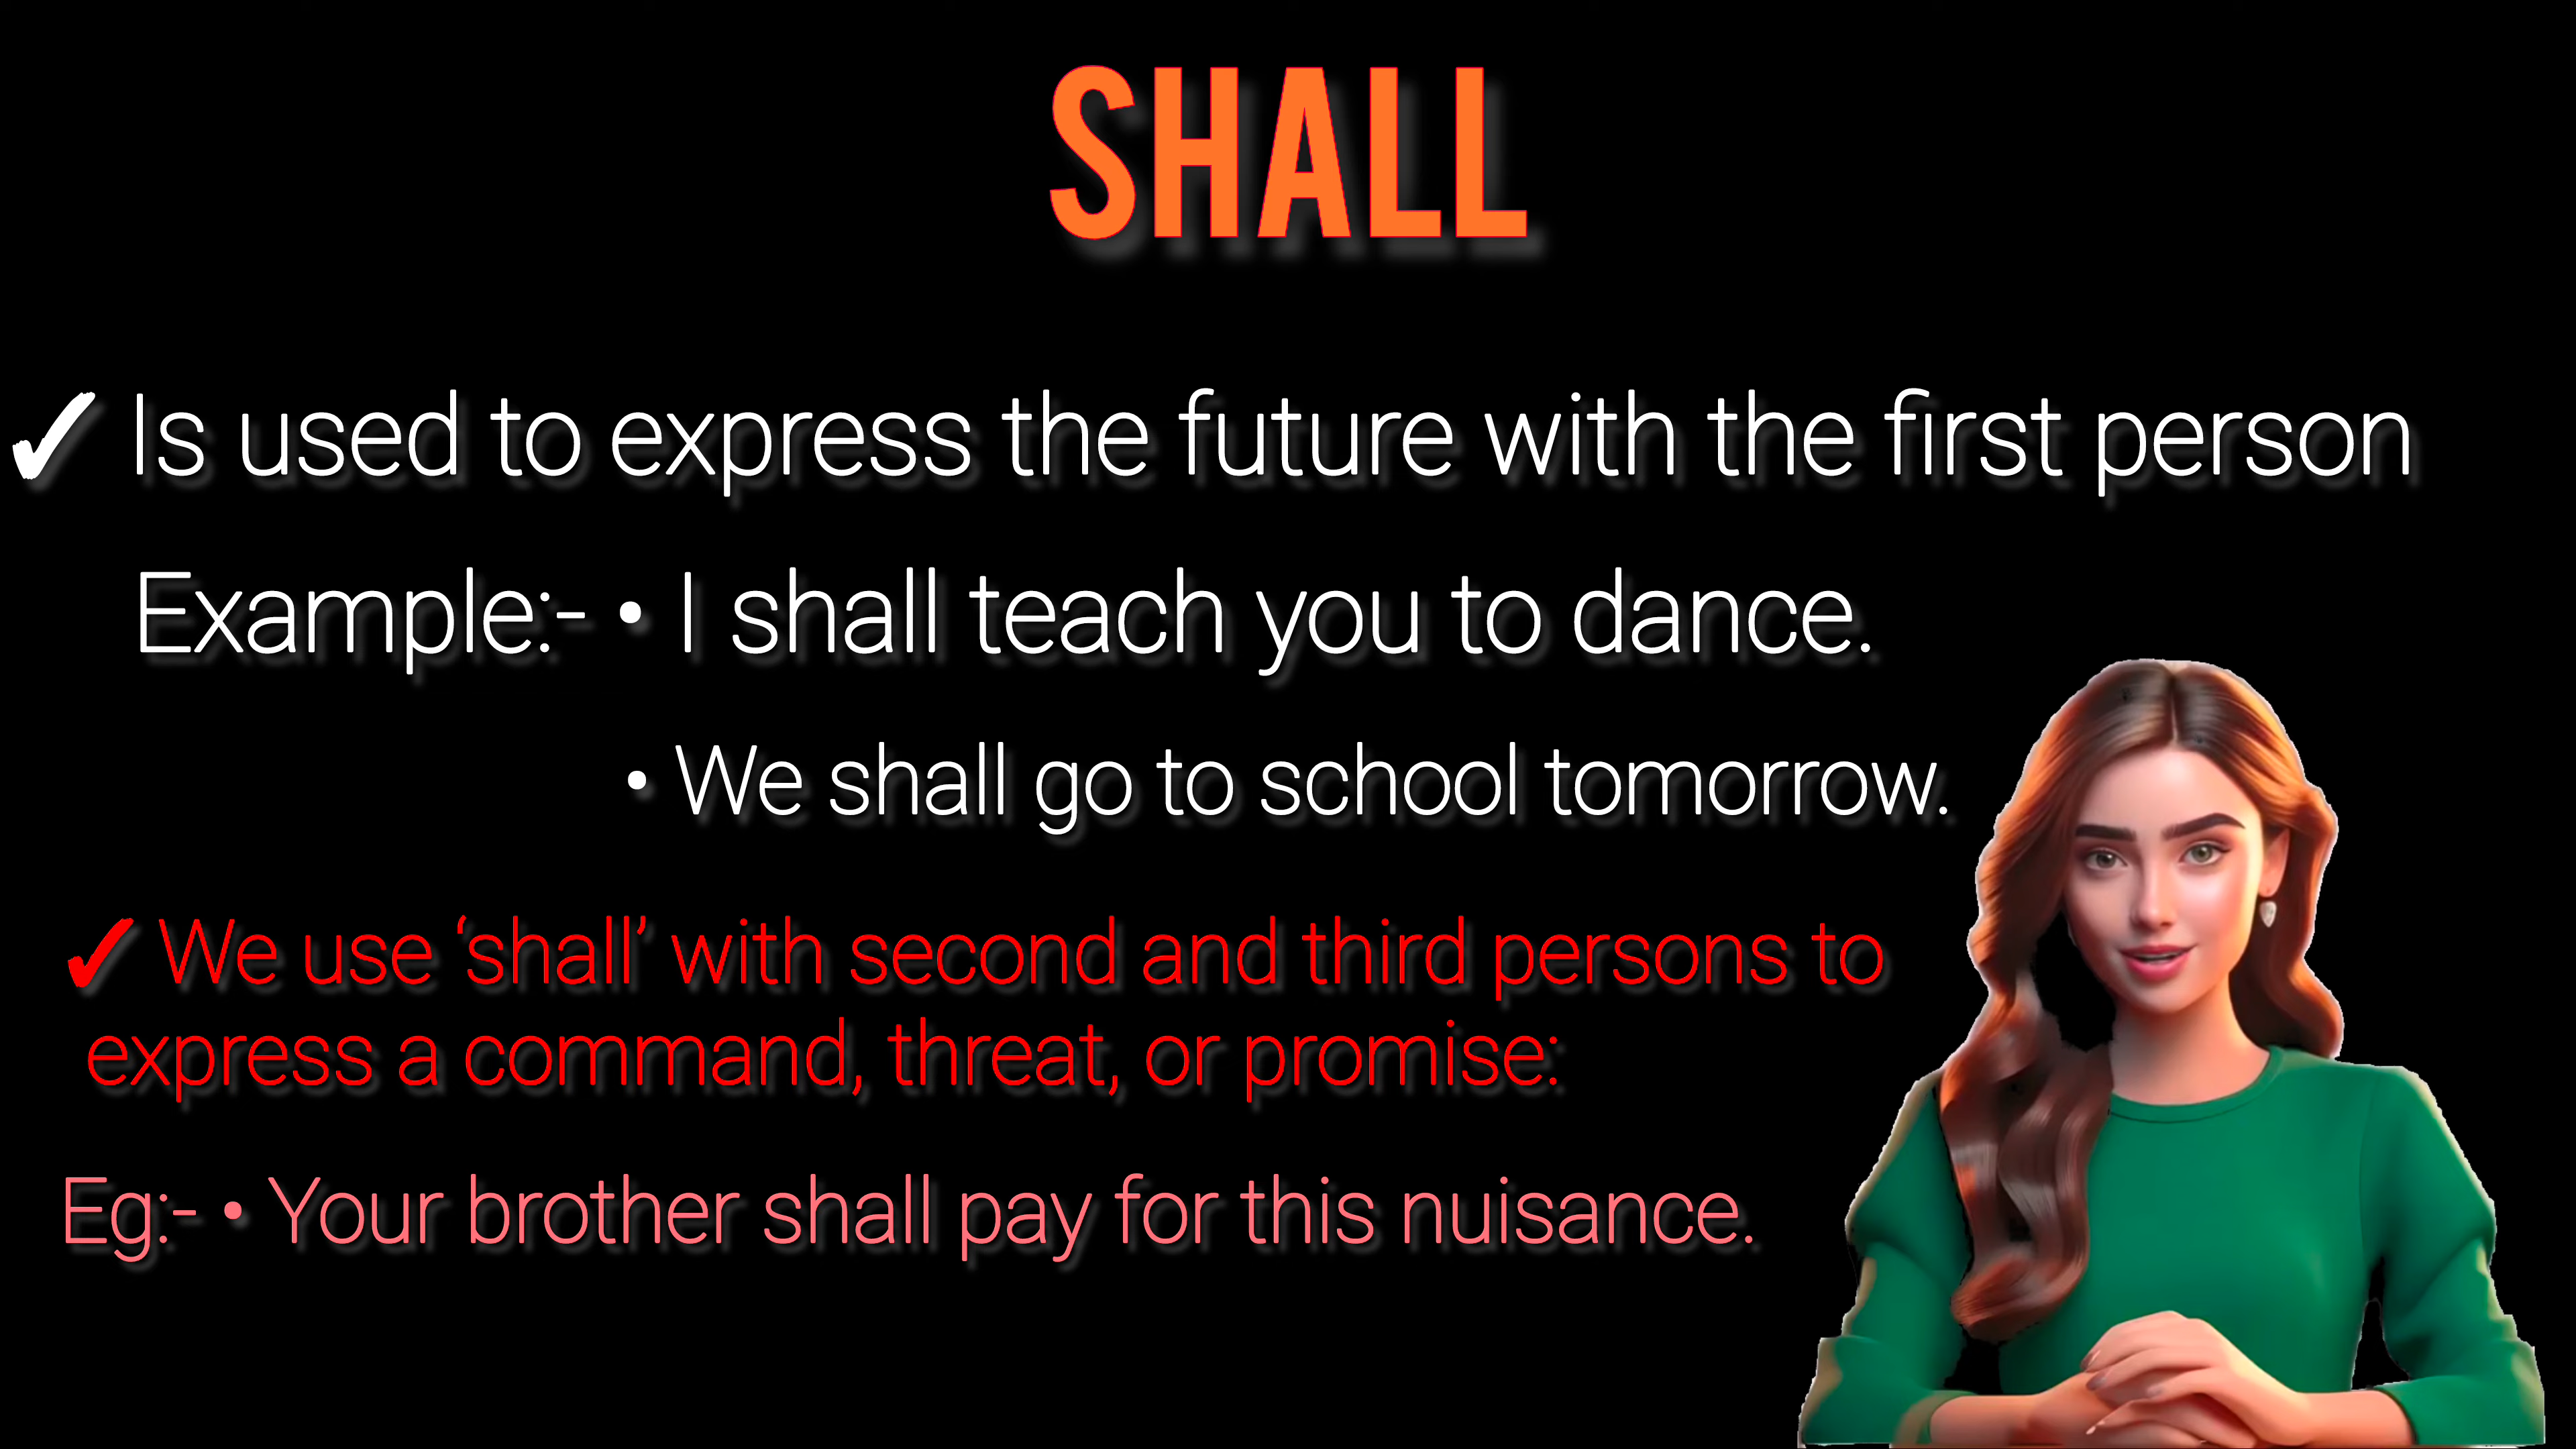 SHALL
✔ Is used to express the future with the first person
Example:- • I shall teach you to dance.
• We shall go to school tomorrow.
✔ We use ‘shall’ with second and third persons to
express a command, threat, or promise:
Eg:- • Your brother shall pay for this nuisance.